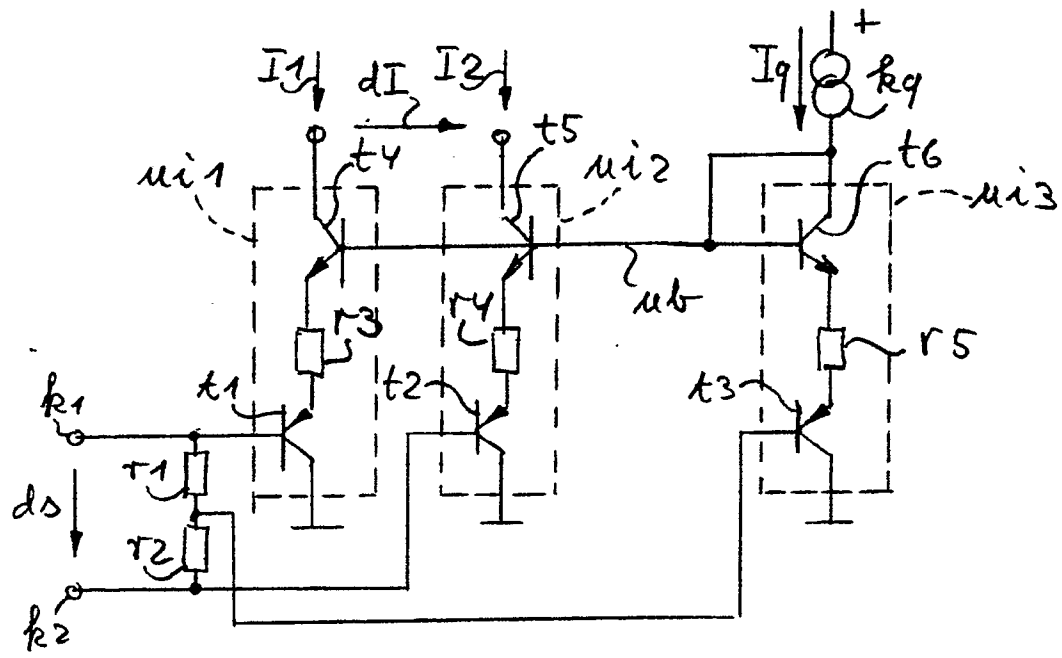 I1
dI
I2
Iq
+
kq
t4
t5
t6
ui1
ui2
ui3
r3
r4
ub
r5
t1
t2
t3
k1
r1
ds
r2
k2